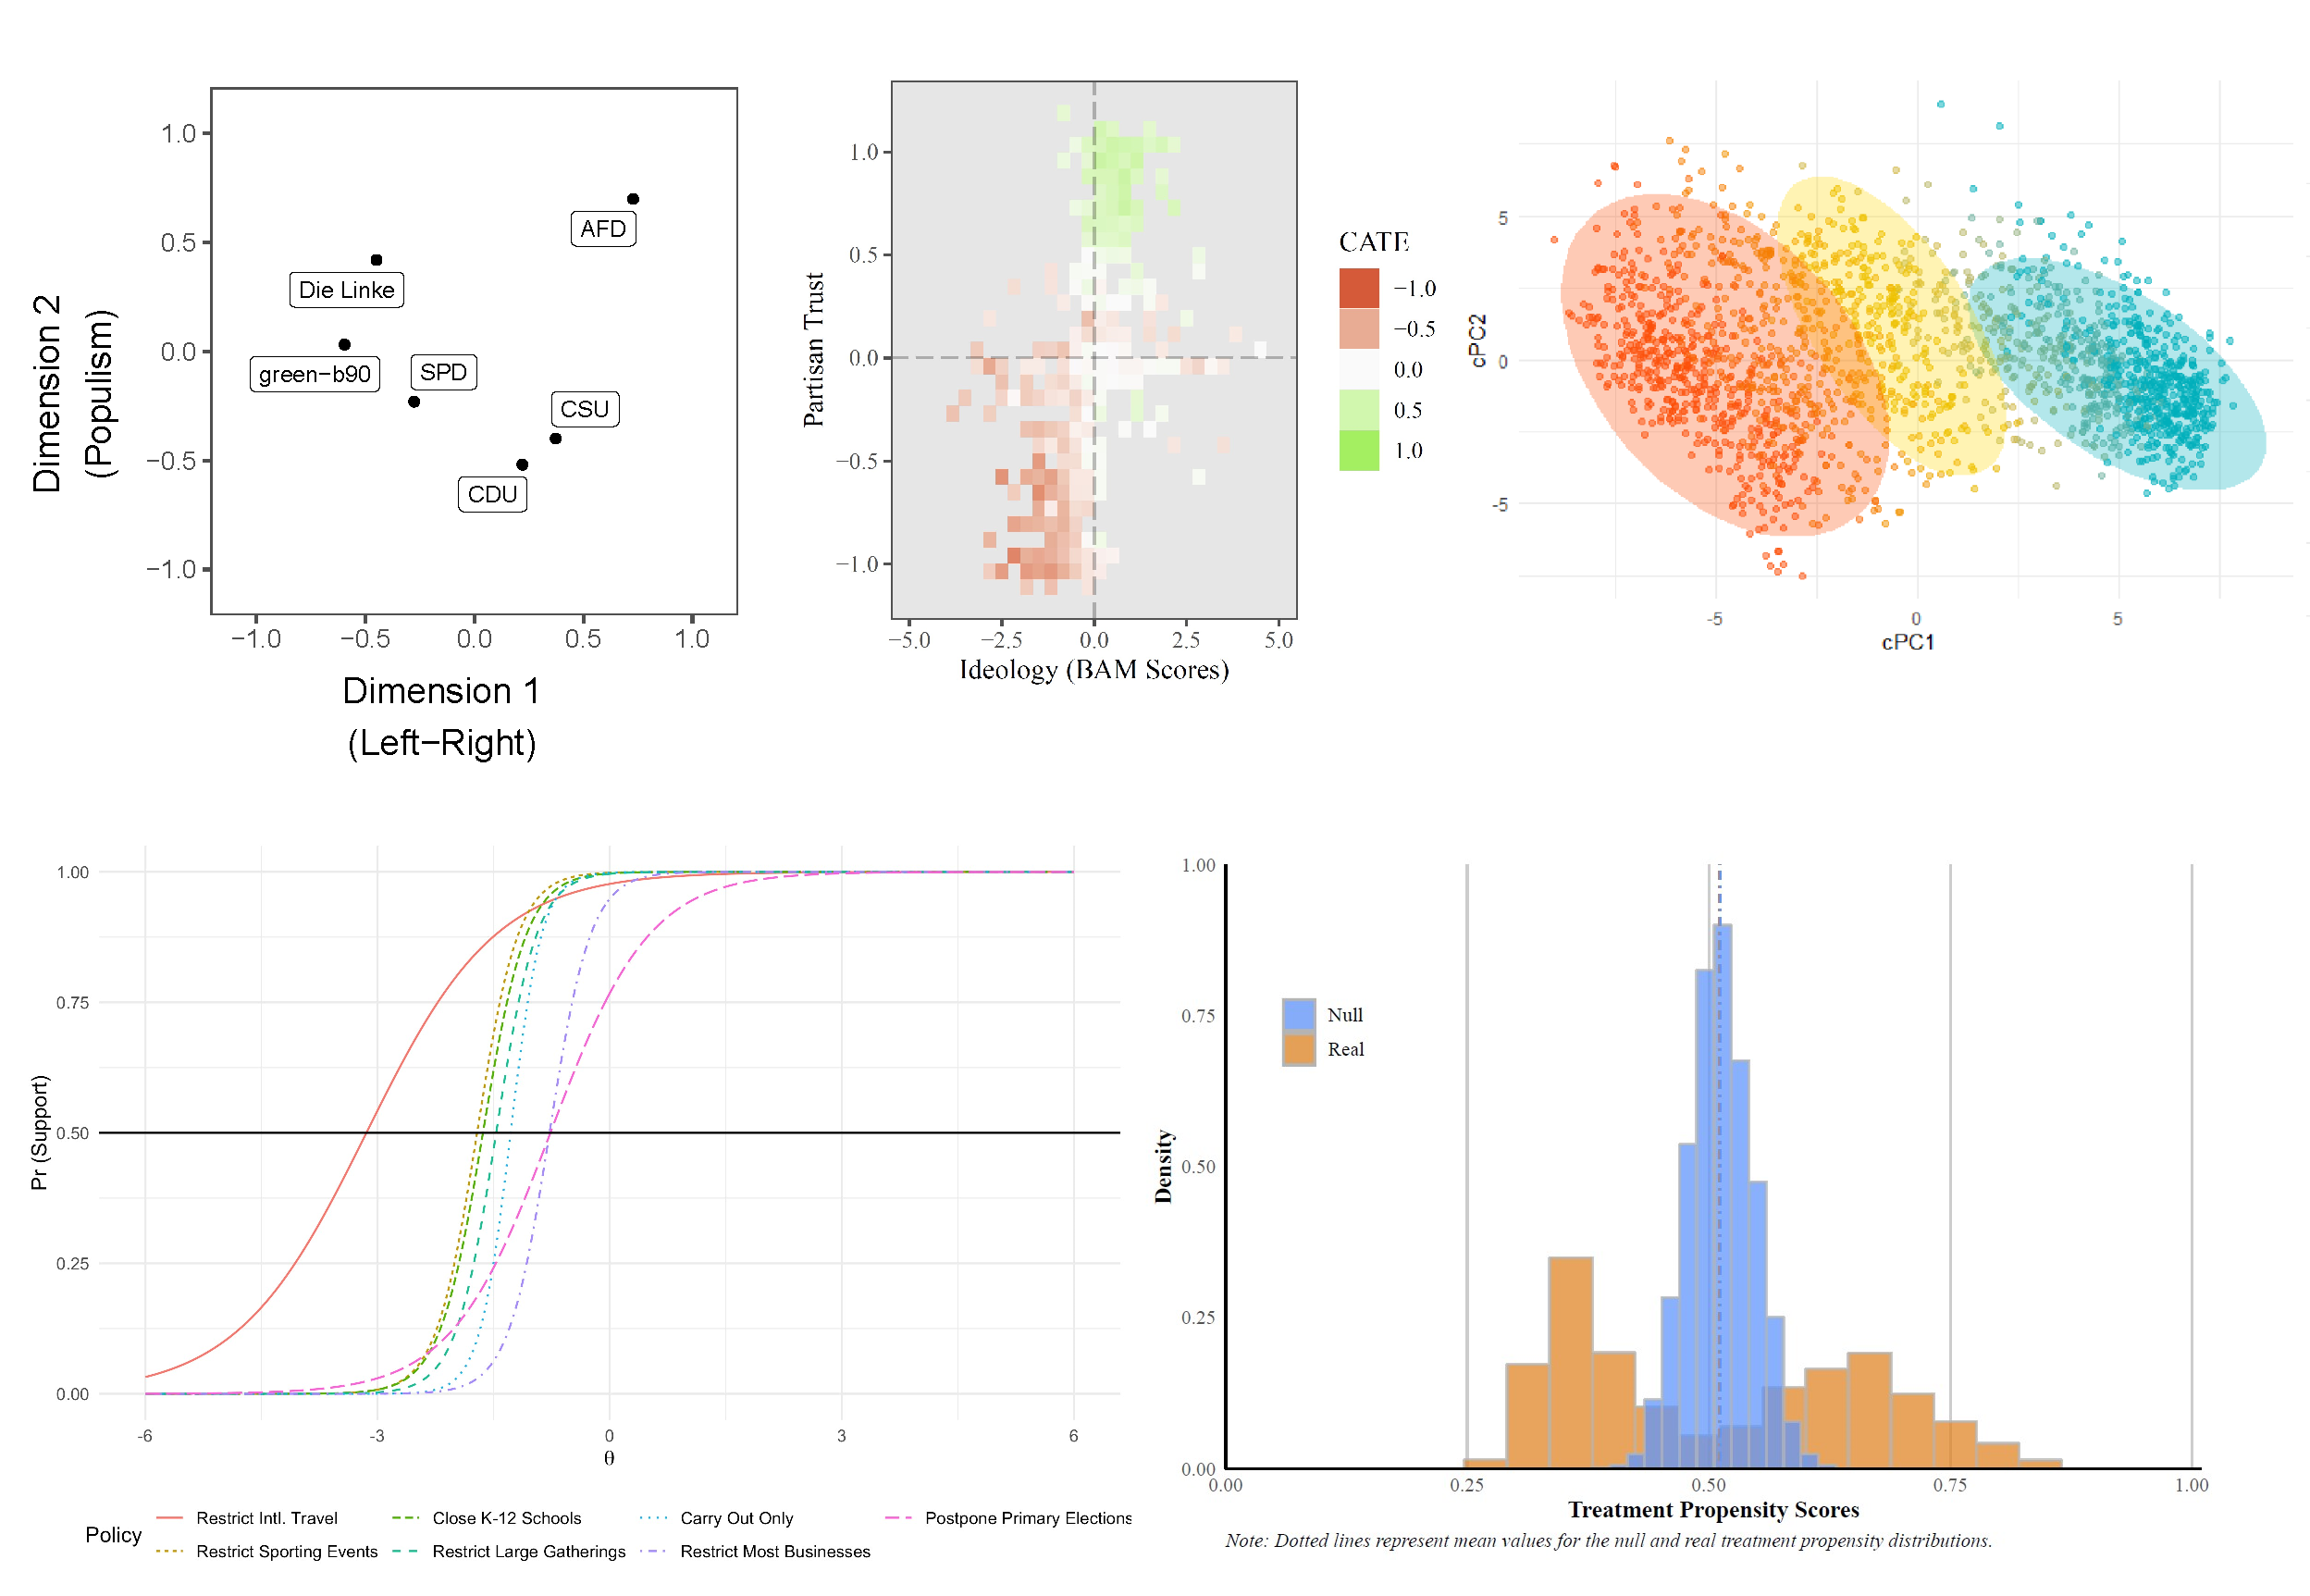 1.0
0.5
0.0
−0.5
−1.0
Dimension 2
(Populism)
AFD
Die Linke
green−b90
SPD
CSU
CDU
−1.0 −0.5 0.0 0.5 1.0
Dimension 1
(Left−Right)
1.0
0.5
0.0
−0.5
−1.0
Partisan Trust
−5.0 −2.5 0.0 2.5 5.0
Ideology (BAM Scores)
CATE
−1.0
−0.5
0.0
0.5
1.0
5
0
-5
cPC2
-5 0 5
cPC1
1.00
0.75
0.50
0.25
0.00
Pr (Support)
-6 -3 0 3 6
θ
Policy
Restrict Intl. Travel Close K-12 Schools Carry Out Only Postpone Primary Elections
Restrict Sporting Events Restrict Large Gatherings Restrict Most Businesses
1.00
0.75
0.50
0.25
0.00
Density
Null
Real
0.00 0.25 0.50 0.75 1.00
Treatment Propensity Scores
Note: Dotted lines represent mean values for the null and real treatment propensity distributions.